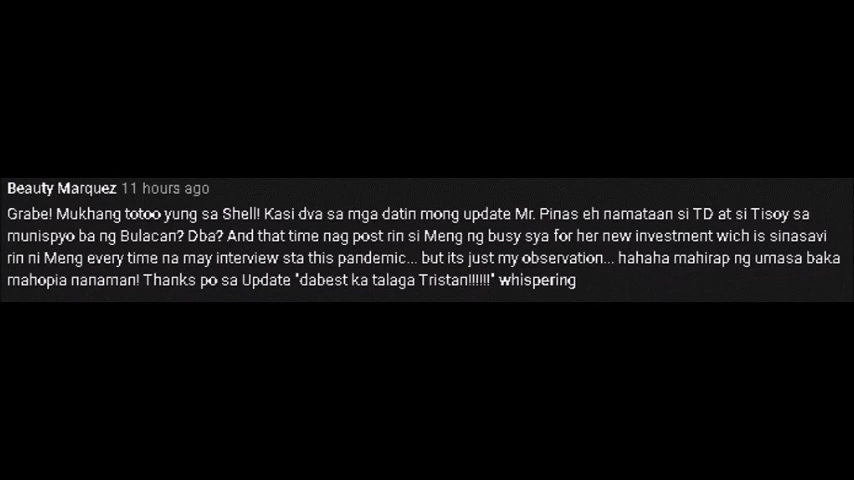 Beauty Marquez 11 hours ago
Grabe! Mukhang totoo yung sa Shell! Kasi dva sa mga datin mong update Mr. Pinas eh namataan si TD at si Tisoy sa
munispyo ba ng Bulacan? Dba? And that time nag post rin si Meng ng busy sya for her new investment wich is sinasavi
rin ni Meng every time na may interview sta this pandemic... but its just my observation... hahaha mahirap ng umasa baka
mahopia nanaman! Thanks po sa Update "dabest ka talaga Tristan!!!!!!" whispering